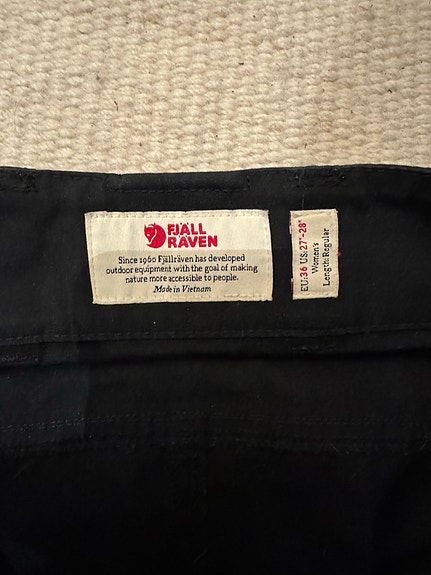 FJÄLL
RÄVEN
Since 1960 Fjällräven has developed
outdoor equipment with the goal of making
nature more accessible to people.
Made in Vietnam
EU:36 US:27"-28"
Women's
Length:Regular